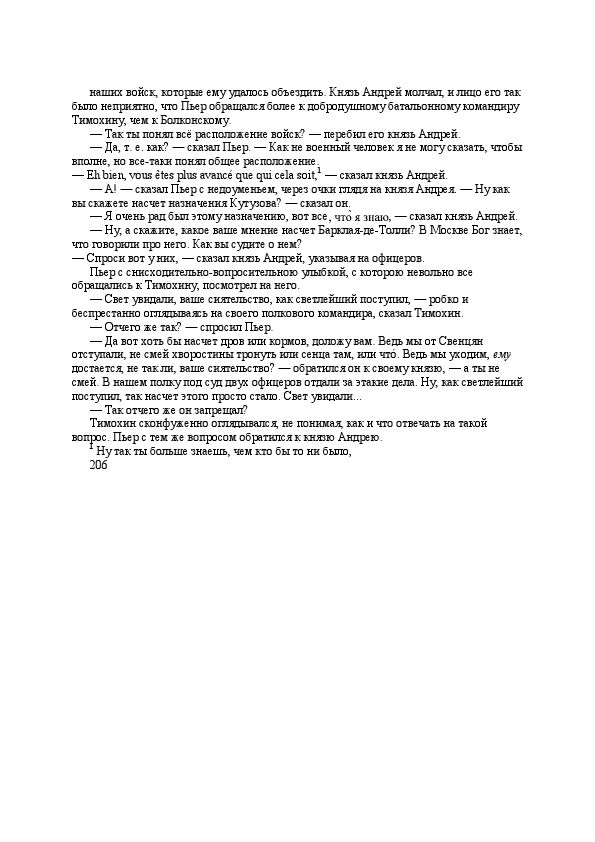 наших войск, которые ему удалось объездить. Князь Андрей молчал, и лицо его так
было неприятно, что Пьер обращался более к добродушному батальонному командиру
Тимохину, чем к Болконскому.
— Так ты понял всё расположение войск? — перебил его князь Андрей.
— Да, т. е. как? — сказал Пьер. — Как не военный человек я не могу сказать, чтобы
вполне, но все-таки понял общее расположение.
— Eh bien, vous êtes plus avancé que qui cela soit,¹ — сказал князь Андрей.
— А! — сказал Пьер с недоуменьем, через очки глядя на князя Андрея. — Ну как
вы скажете насчет назначения Кутузова? — сказал он.
— Я очень рад был этому назначению, вот все, что̀ я знаю, — сказал князь Андрей.
— Ну, а скажите, какое ваше мнение насчет Барклая-де-Толли? В Москве Бог знает,
что говорили про него. Как вы судите о нем?
— Спроси вот у них, — сказал князь Андрей, указывая на офицеров.
Пьер с снисходительно-вопросительною улыбкой, с которою невольно все
обращались к Тимохину, посмотрел на него.
— Свет увидали, ваше сиятельство, как светлейший поступил, — робко и
беспрестанно оглядываясь на своего полкового командира, сказал Тимохин.
— Отчего же так? — спросил Пьер.
— Да вот хоть бы насчет дров или кормов, доложу вам. Ведь мы от Свенцян
отступали, не смей хворостины тронуть или сенца там, или что́. Ведь мы уходим, ему
достается, не так ли, ваше сиятельство? — обратился он к своему князю, — а ты не
смей. В нашем полку под суд двух офицеров отдали за этакие дела. Ну, как светлейший
поступил, так насчет этого просто стало. Свет увидали...
— Так отчего же он запрещал?
Тимохин сконфуженно оглядывался, не понимая, как и что отвечать на такой
вопрос. Пьер с тем же вопросом обратился к князю Андрею.
¹ Ну так ты больше знаешь, чем кто бы то ни было,
206